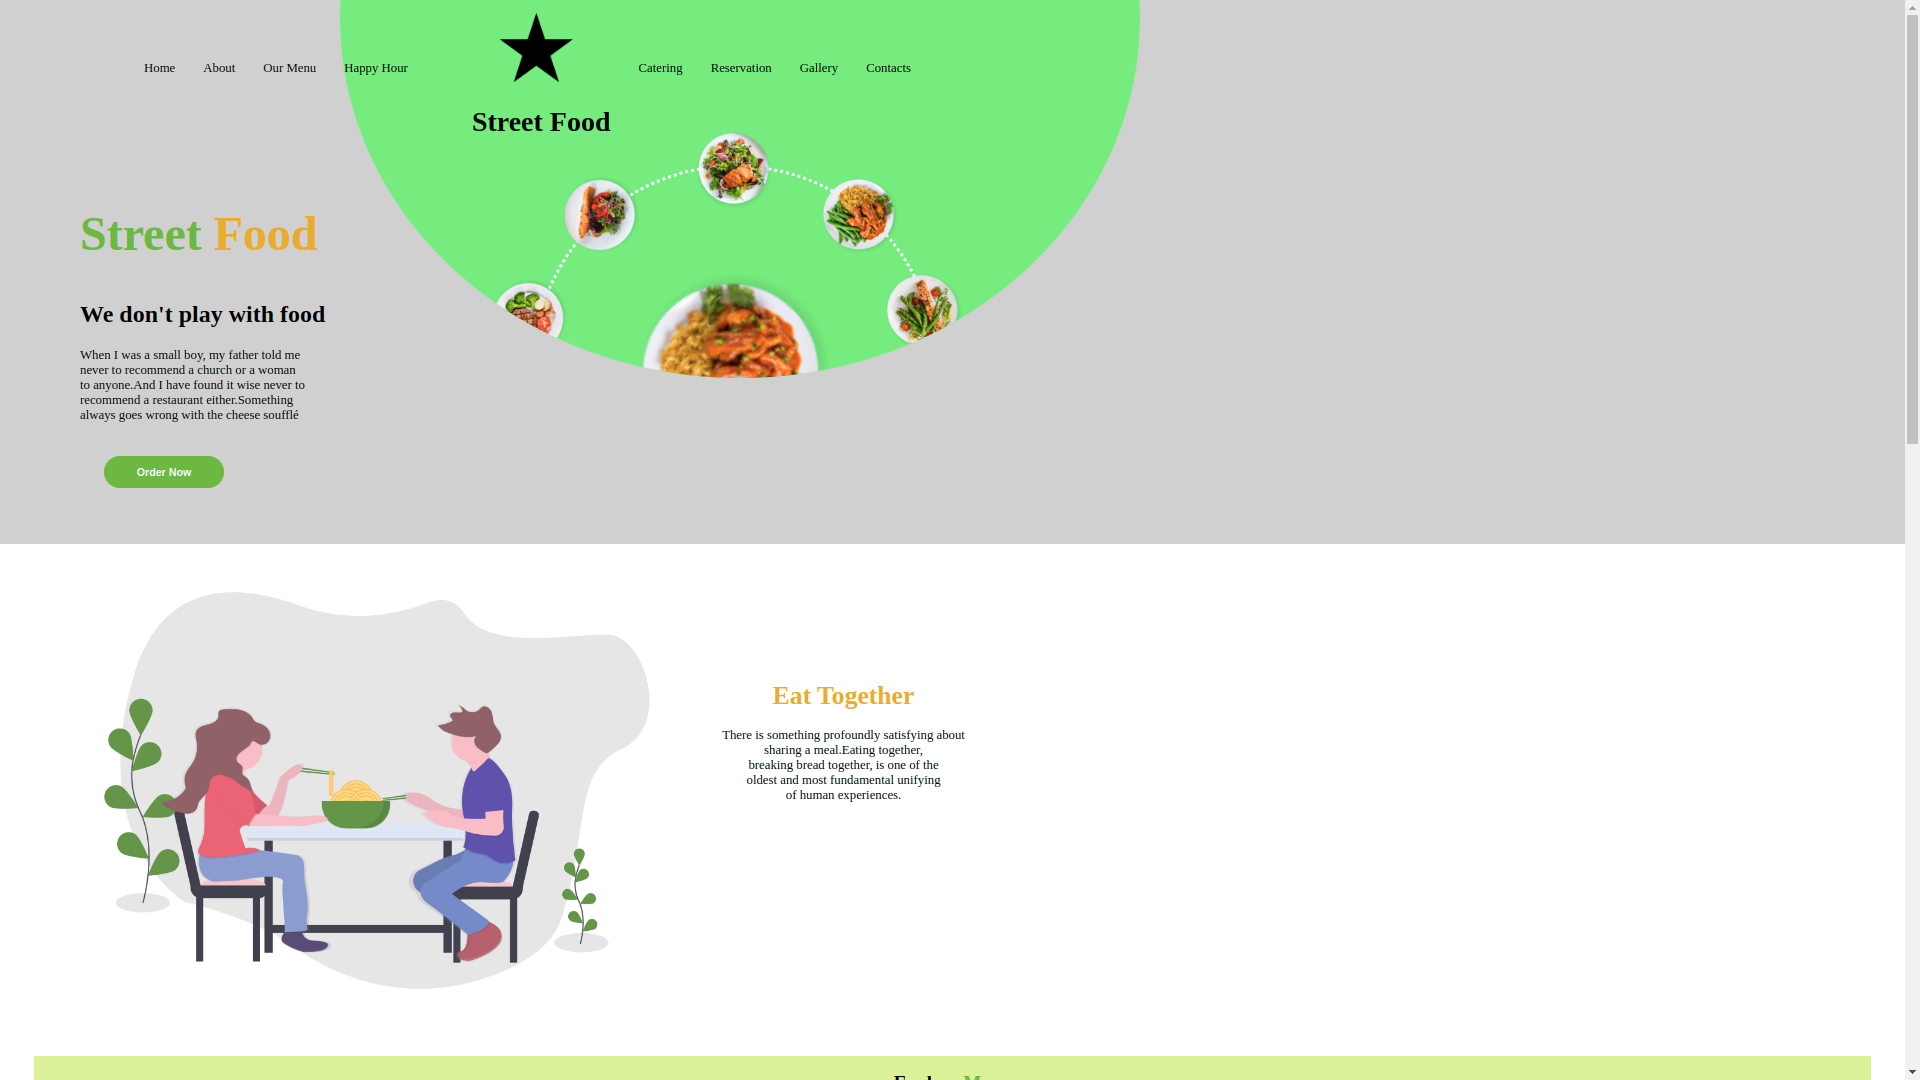 Home About Our Menu Happy Hour Catering Reservation Gallery Contacts
Street Food
Street Food
We don't play with food
When I was a small boy, my father told me
never to recommend a church or a woman
to anyone.And I have found it wise never to
recommend a restaurant either.Something
always goes wrong with the cheese soufflé
Order Now
Eat Together
There is something profoundly satisfying about
sharing a meal.Eating together,
breaking bread together, is one of the
oldest and most fundamental unifying
of human experiences.